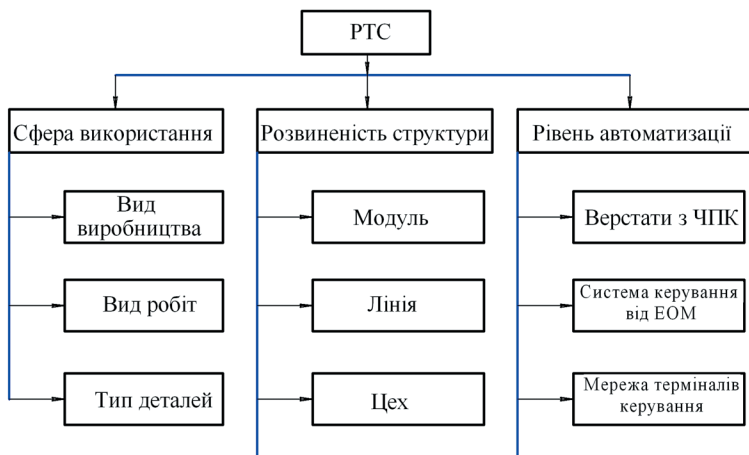 РТС
Сфера використання
Розвиненість структури
Рівень автоматизації
Вид
виробництва
Модуль
Верстати з ЧПК
Вид робіт
Лінія
Система керування
від ЕОМ
Тип деталей
Цех
Мережа терміналів
керування